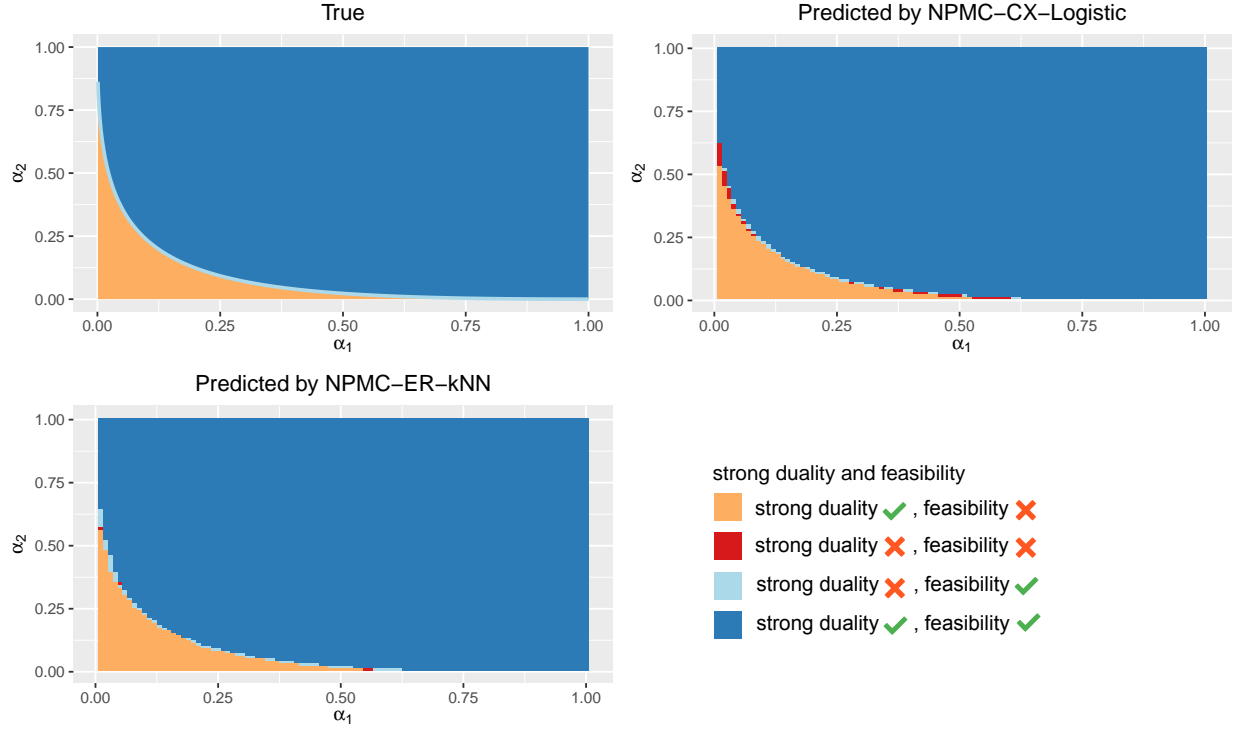 True
1.00
0.75
0.50
0.25
0.00
α2
0.00 0.25 0.50 0.75 1.00
α1
Predicted by NPMC−CX−Logistic
1.00
0.75
0.50
0.25
0.00
α2
0.00 0.25 0.50 0.75 1.00
α1
Predicted by NPMC−ER−kNN
1.00
0.75
0.50
0.25
0.00
α2
0.00 0.25 0.50 0.75 1.00
α1
strong duality and feasibility
strong duality ✓ , feasibility ✗
strong duality ✗ , feasibility ✗
strong duality ✗ , feasibility ✓
strong duality ✓ , feasibility ✓